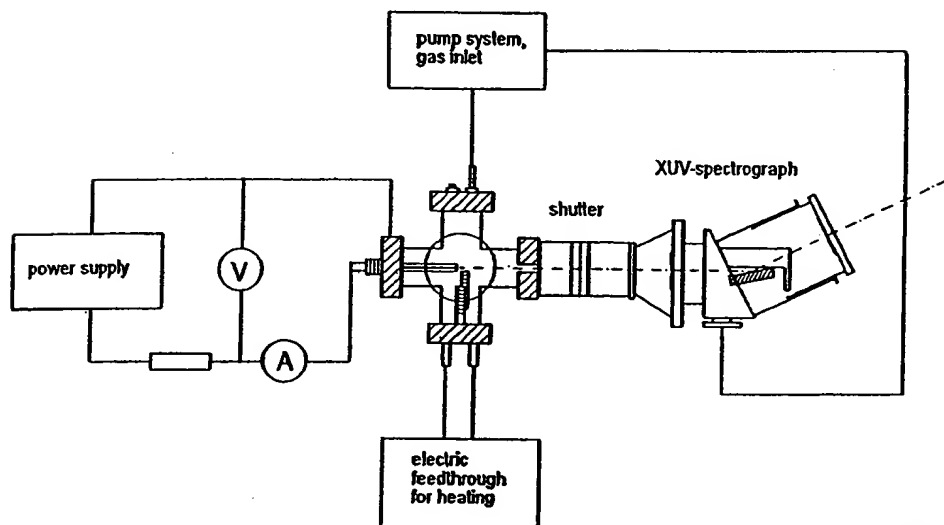 pump system,
gas inlet
XUV-spectrograph
shutter
power supply
V
A
electric
feedthrough
for heating